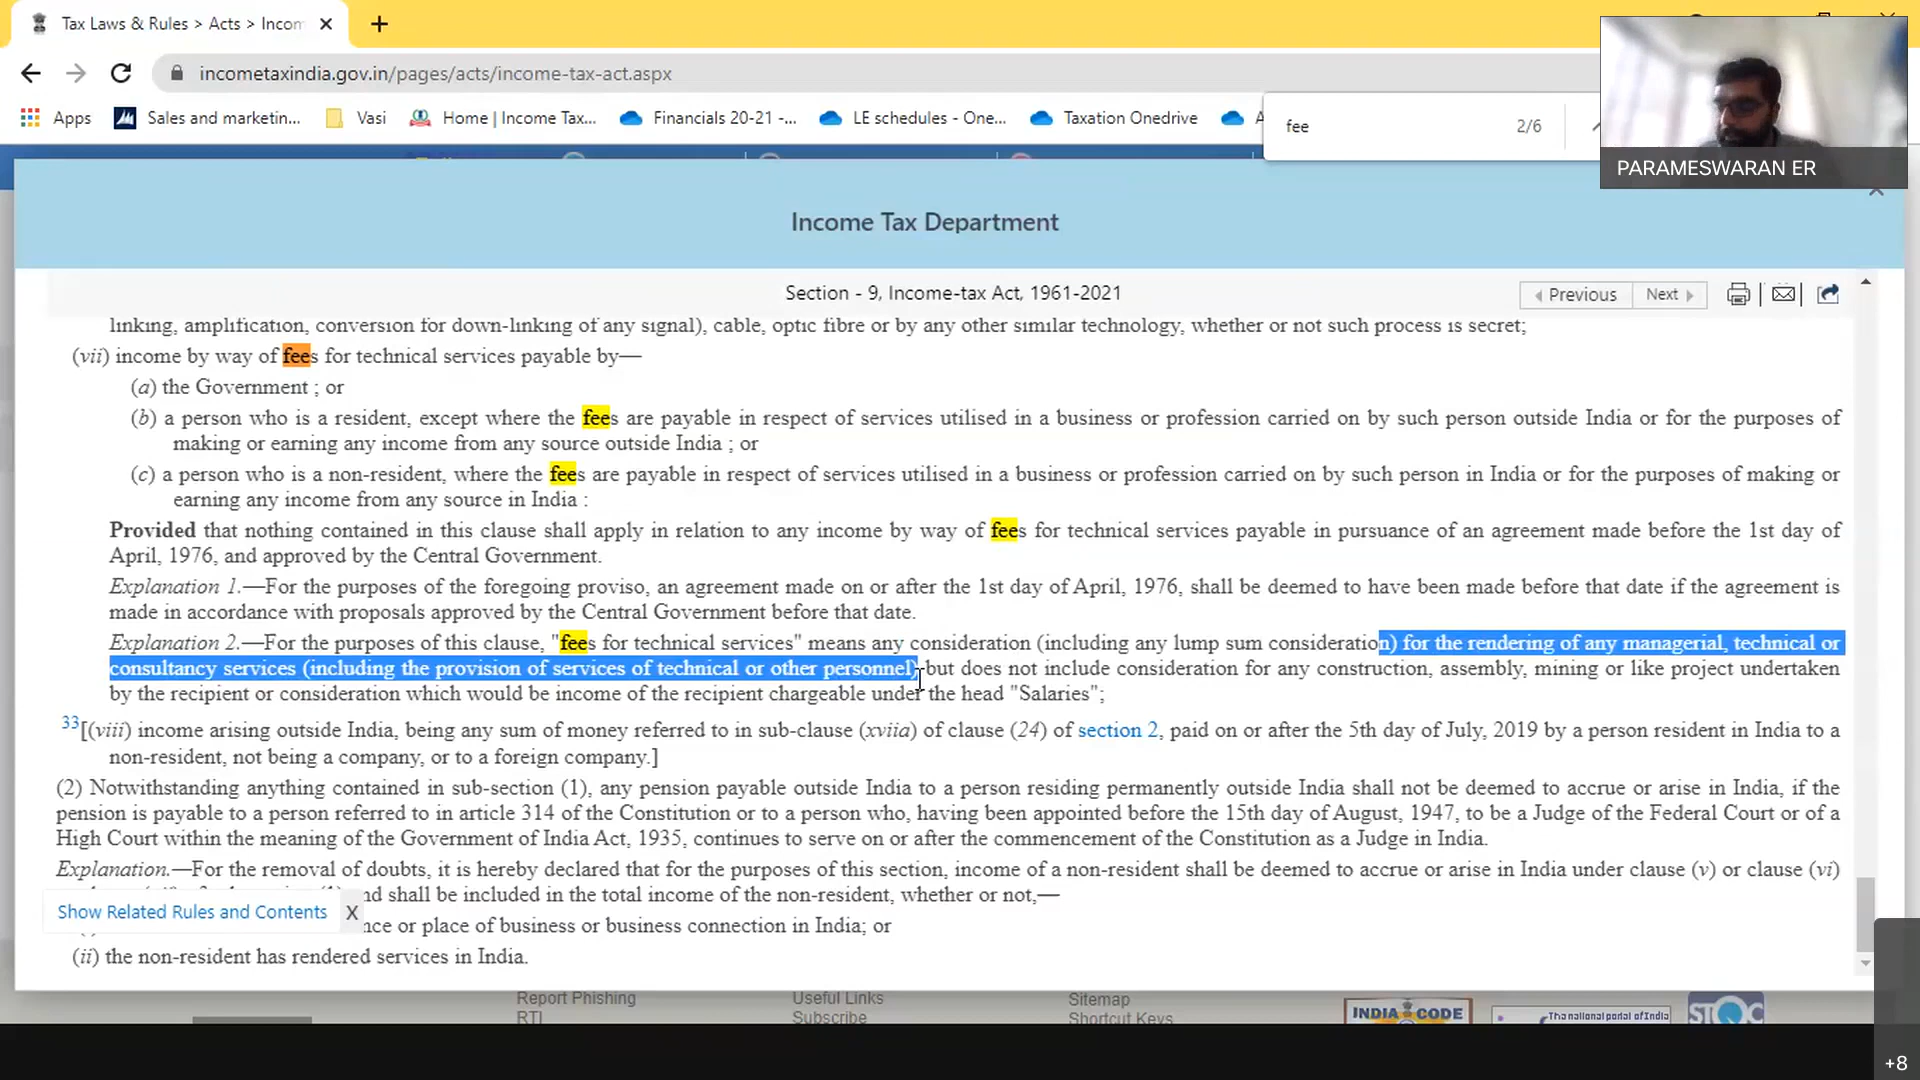 Tax Laws & Rules > Acts > Incom
incometaxindia.gov.in/pages/acts/income-tax-act.aspx
Apps Sales and marketin... Vasi Home | Income Tax... Financials 20-21 -... LE schedules - One... Taxation Onedrive A
fee 2/6
PARAMESWARAN ER
Income Tax Department
Section - 9, Income-tax Act, 1961-2021
Previous Next
linking, amplification, conversion for down-linking of any signal), cable, optic fibre or by any other similar technology, whether or not such process is secret;
(vii) income by way of fees for technical services payable by—
(a) the Government ; or
(b) a person who is a resident, except where the fees are payable in respect of services utilised in a business or profession carried on by such person outside India or for the purposes of
making or earning any income from any source outside India ; or
(c) a person who is a non-resident, where the fees are payable in respect of services utilised in a business or profession carried on by such person in India or for the purposes of making or
earning any income from any source in India :
Provided that nothing contained in this clause shall apply in relation to any income by way of fees for technical services payable in pursuance of an agreement made before the 1st day of
April, 1976, and approved by the Central Government.
Explanation 1.—For the purposes of the foregoing proviso, an agreement made on or after the 1st day of April, 1976, shall be deemed to have been made before that date if the agreement is
made in accordance with proposals approved by the Central Government before that date.
Explanation 2.—For the purposes of this clause, "fees for technical services" means any consideration (including any lump sum consideration) for the rendering of any managerial, technical or
consultancy services (including the provision of services of technical or other personnel) but does not include consideration for any construction, assembly, mining or like project undertaken
by the recipient or consideration which would be income of the recipient chargeable under the head "Salaries";
33[(viii) income arising outside India, being any sum of money referred to in sub-clause (xviia) of clause (24) of section 2, paid on or after the 5th day of July, 2019 by a person resident in India to a
non-resident, not being a company, or to a foreign company.]
(2) Notwithstanding anything contained in sub-section (1), any pension payable outside India to a person residing permanently outside India shall not be deemed to accrue or arise in India, if the
pension is payable to a person referred to in article 314 of the Constitution or to a person who, having been appointed before the 15th day of August, 1947, to be a Judge of the Federal Court or of a
High Court within the meaning of the Government of India Act, 1935, continues to serve on or after the commencement of the Constitution as a Judge in India.
Explanation.—For the removal of doubts, it is hereby declared that for the purposes of this section, income of a non-resident shall be deemed to accrue or arise in India under clause (v) or clause (vi)
nd shall be included in the total income of the non-resident, whether or not,—
Show Related Rules and Contents X
nce or place of business or business connection in India; or
(ii) the non-resident has rendered services in India.
Report Phishing Useful Links Sitemap
RTI Subscribe Shortcut Keys
INDIA CODE
The national portal of India
STQC
+8